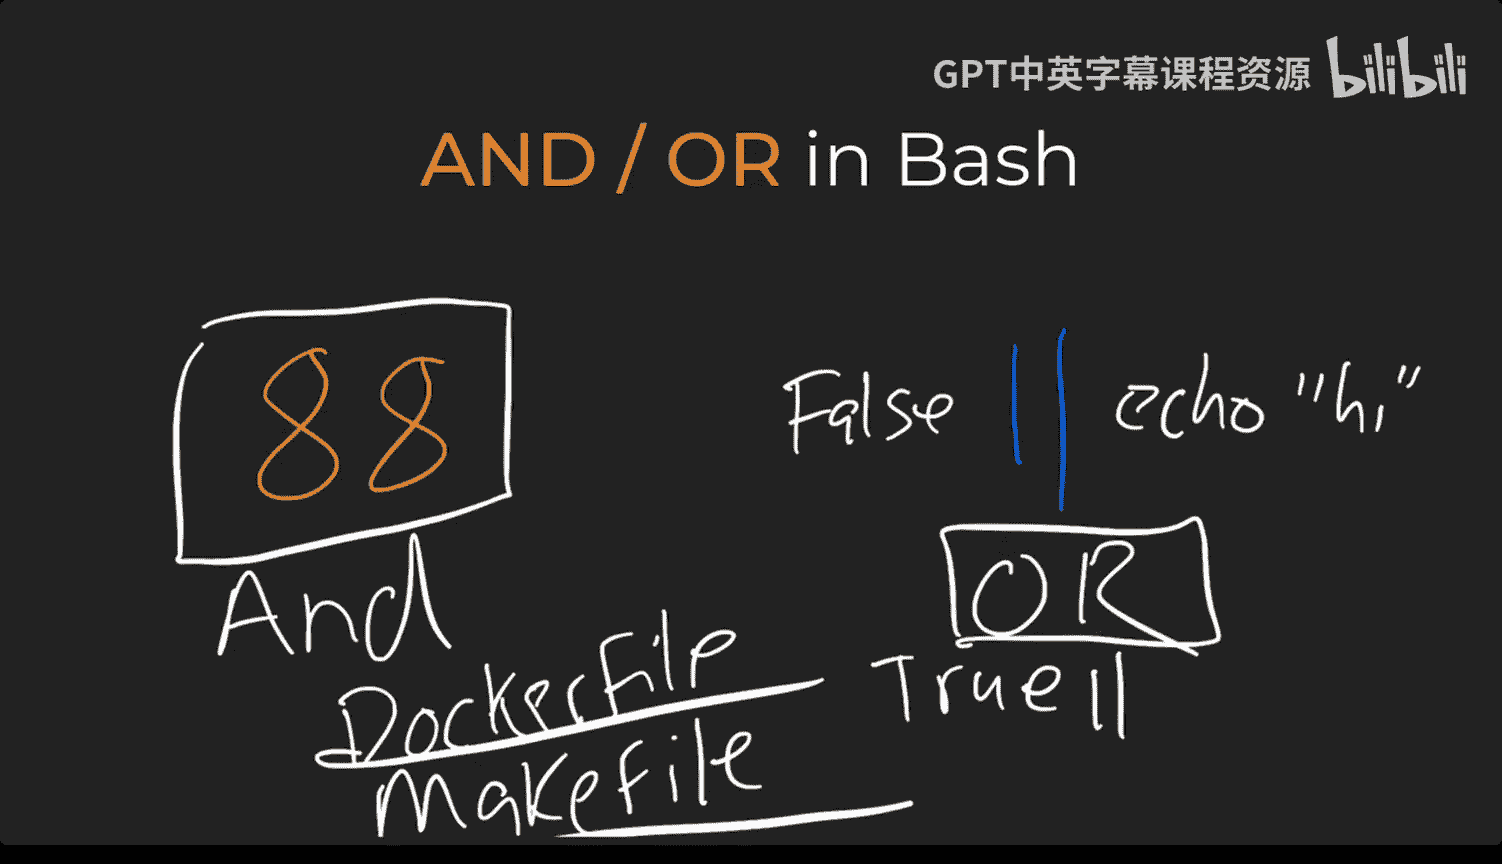 GPT中英字幕课程资源 bilibili
AND / OR in Bash
88
False || echo "hi"
And
OR
DockerFile
True ||
MakeFile